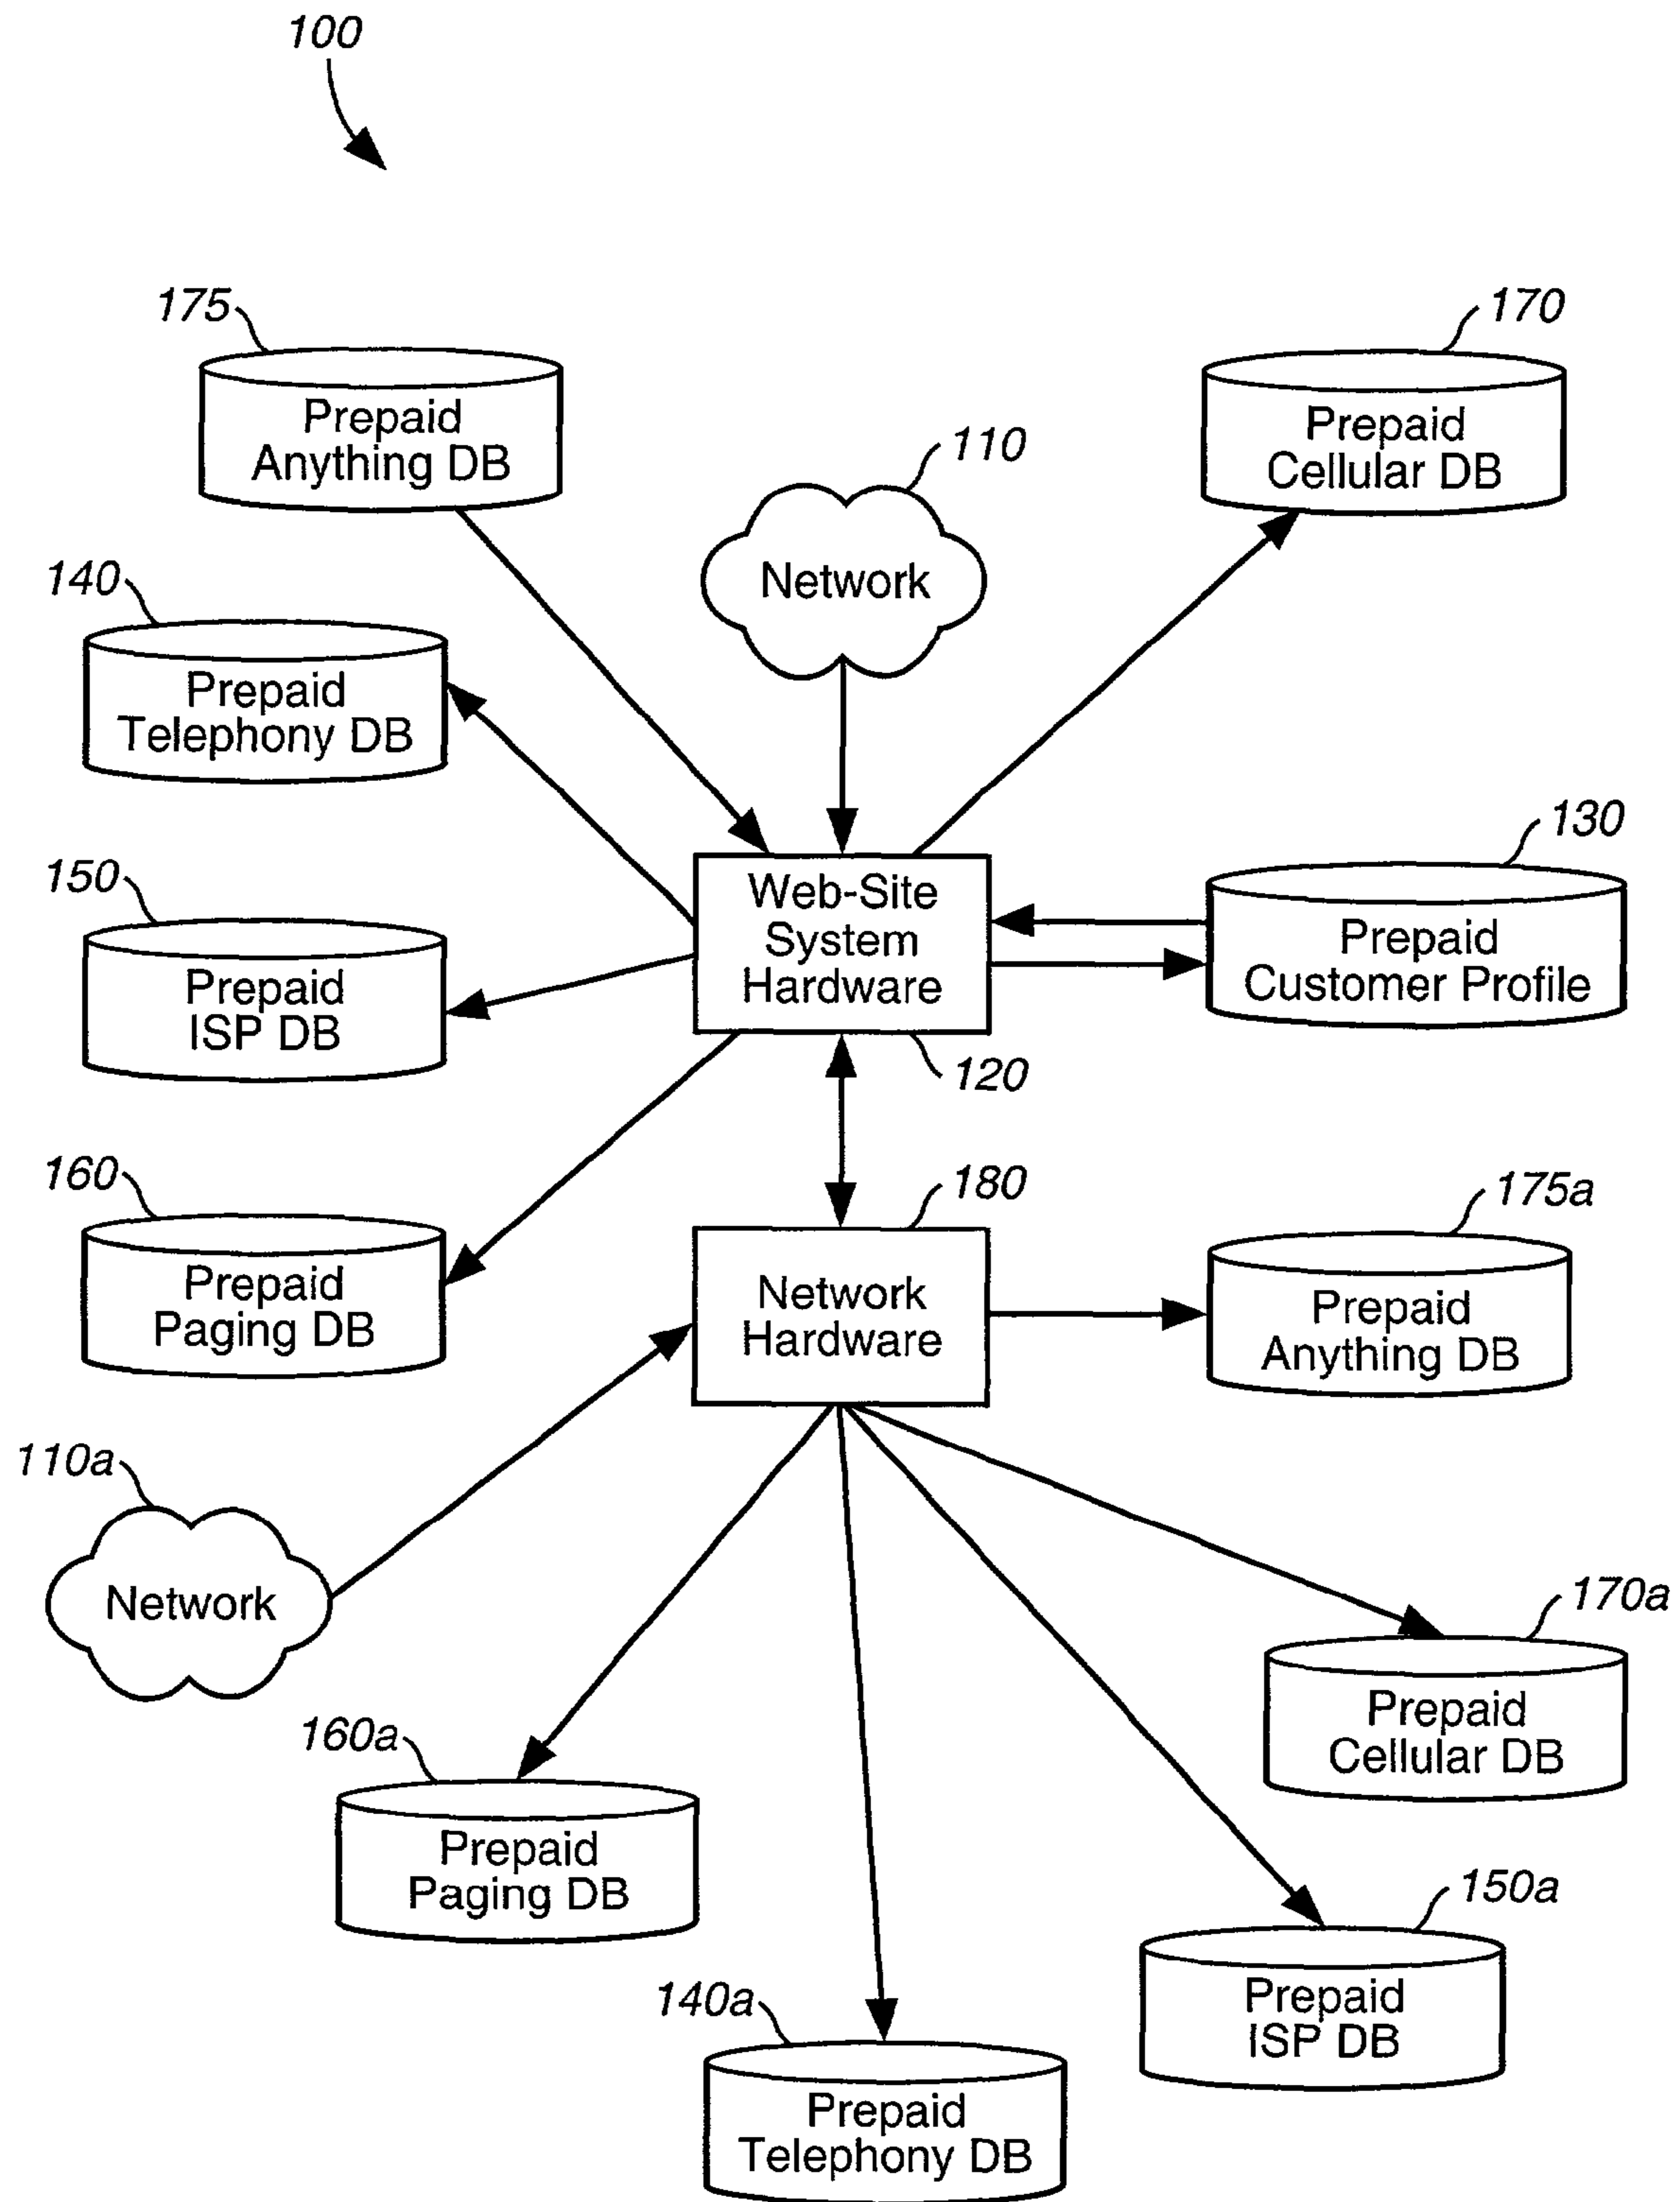 100
175
Prepaid
Anything DB
170
Prepaid
Cellular DB
110
Network
140
Prepaid
Telephony DB
130
Prepaid
Customer Profile
Web-Site
System
Hardware
120
150
Prepaid
ISP DB
160
Prepaid
Paging DB
180
Network
Hardware
175a
Prepaid
Anything DB
110a
Network
170a
Prepaid
Cellular DB
160a
Prepaid
Paging DB
150a
Prepaid
ISP DB
140a
Prepaid
Telephony DB